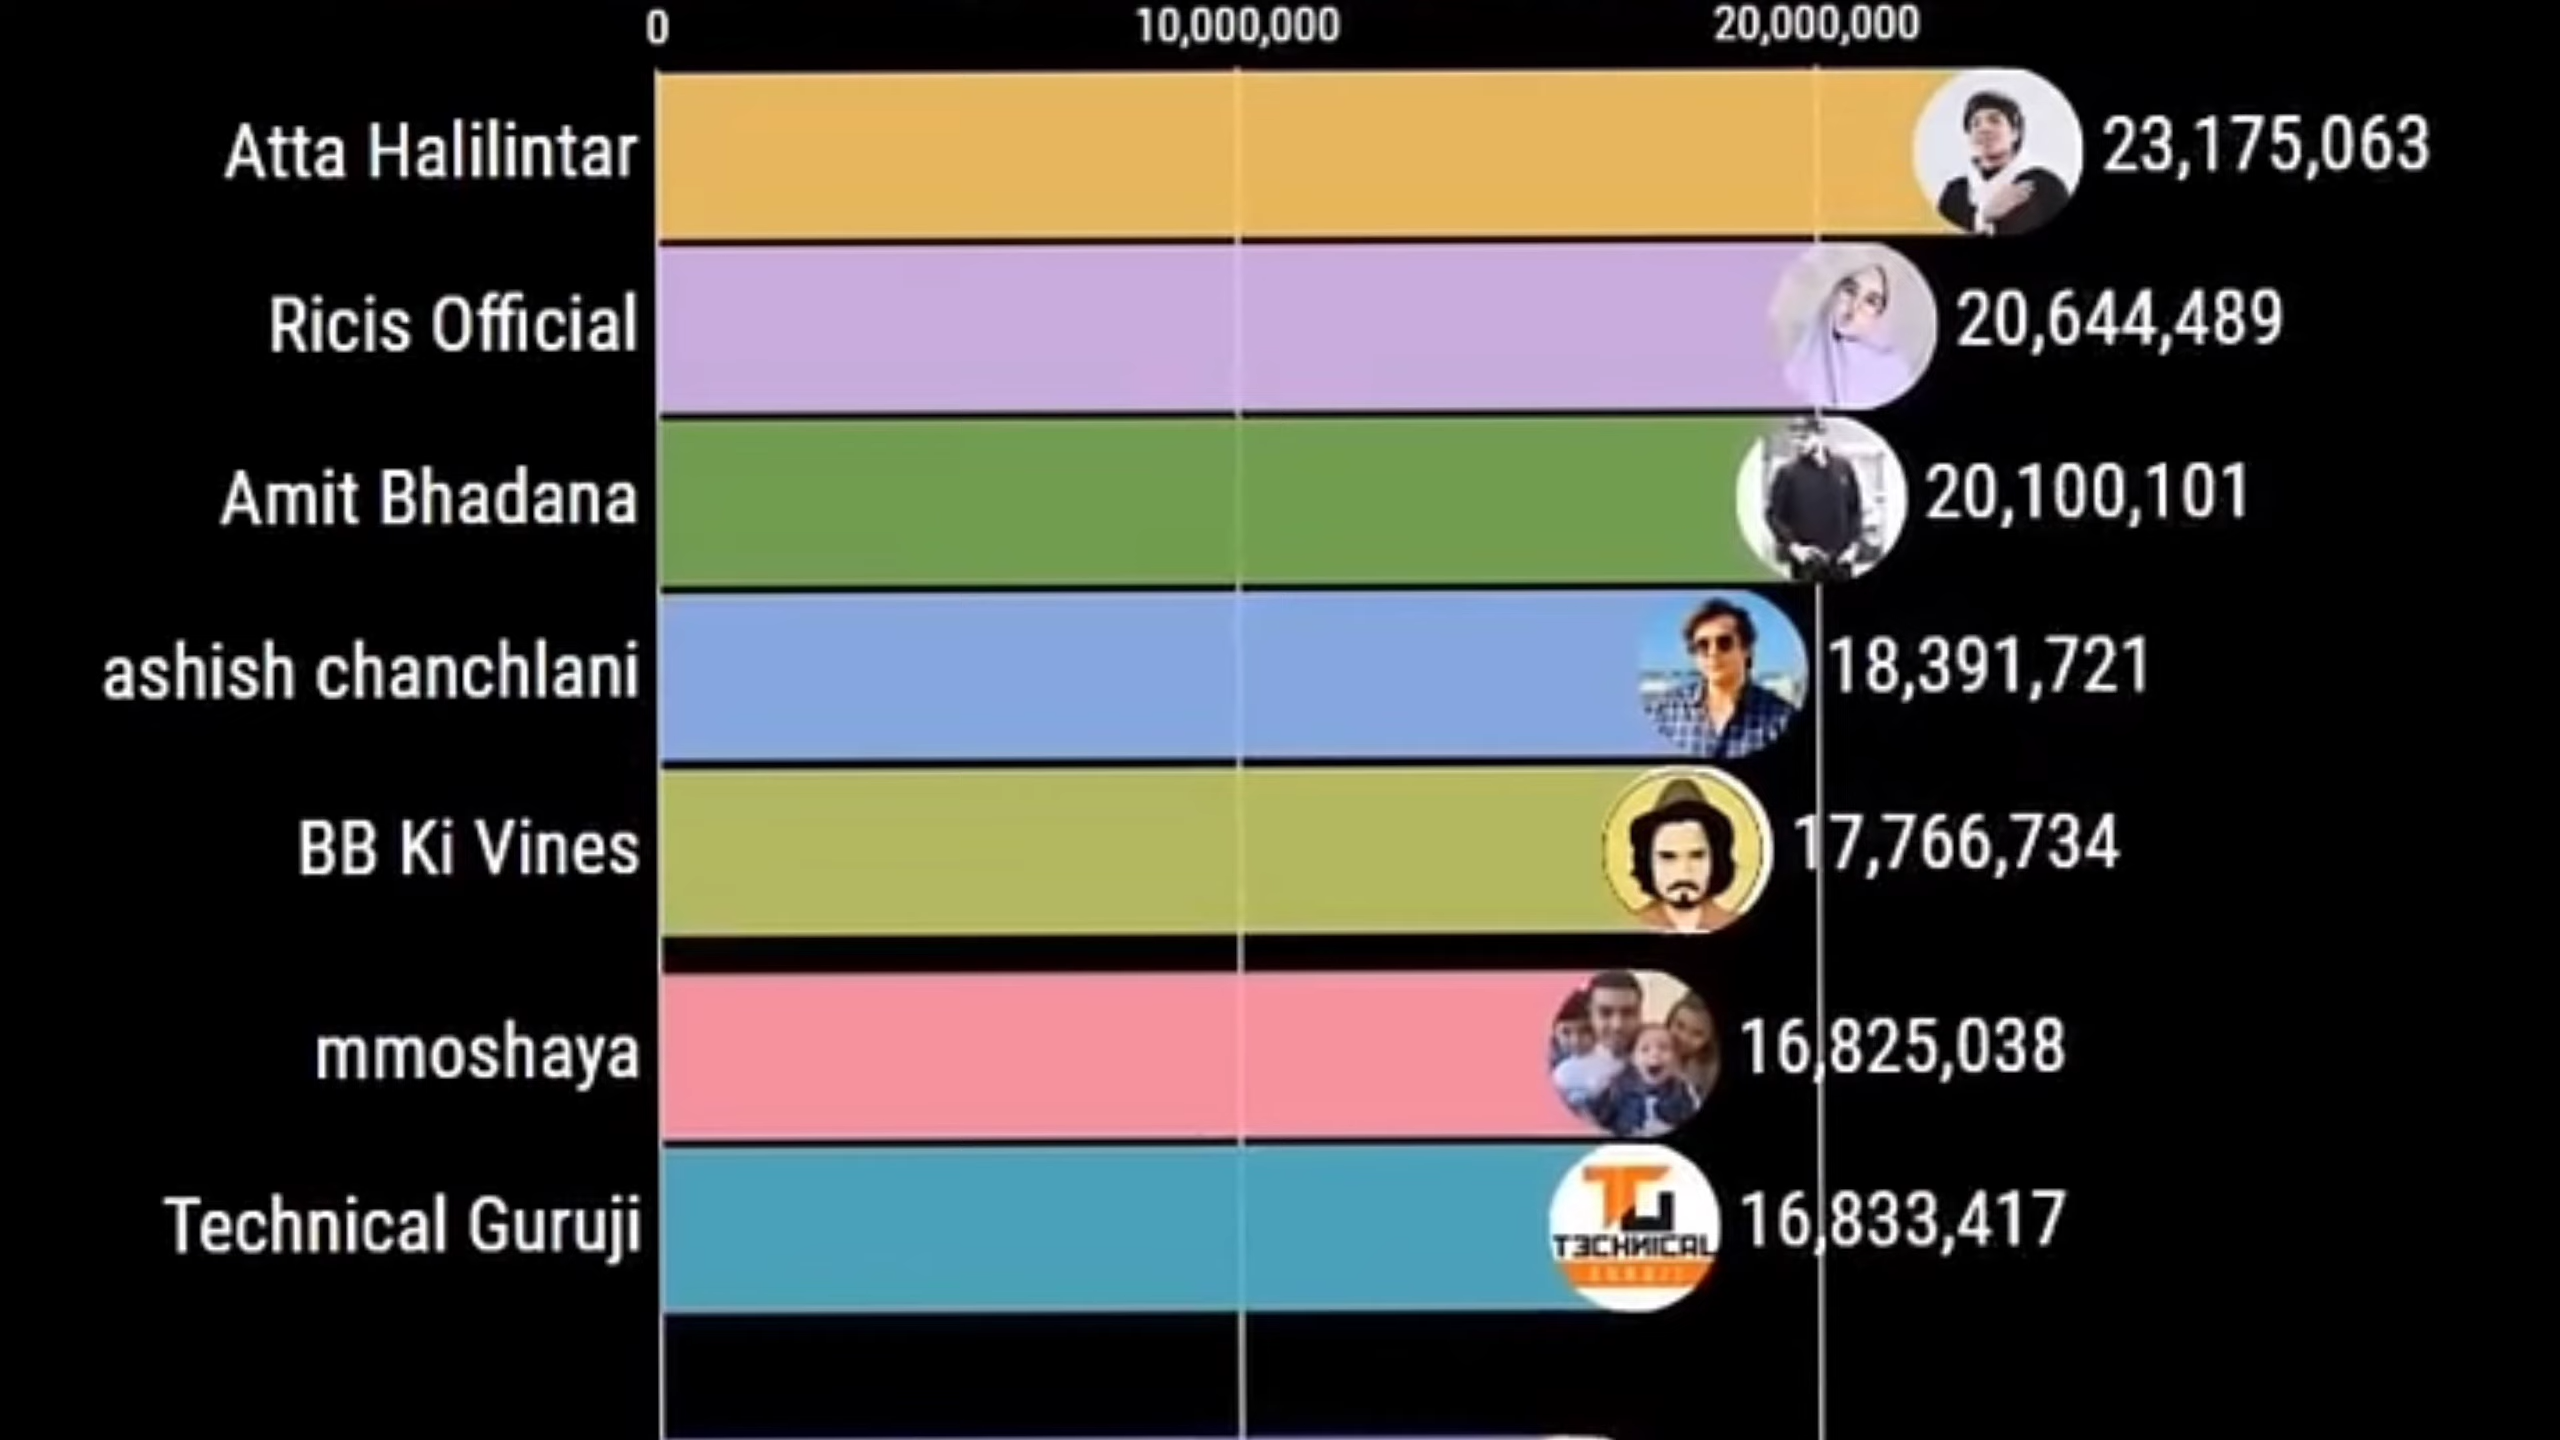 0 10,000,000 20,000,000
Atta Halilintar 23,175,063
Ricis Official 20,644,489
Amit Bhadana 20,100,101
ashish chanchlani 18,391,721
BB Ki Vines 17,766,734
mmoshaya 16,825,038
Technical Guruji 16,833,417
TG
T3CHNICAL